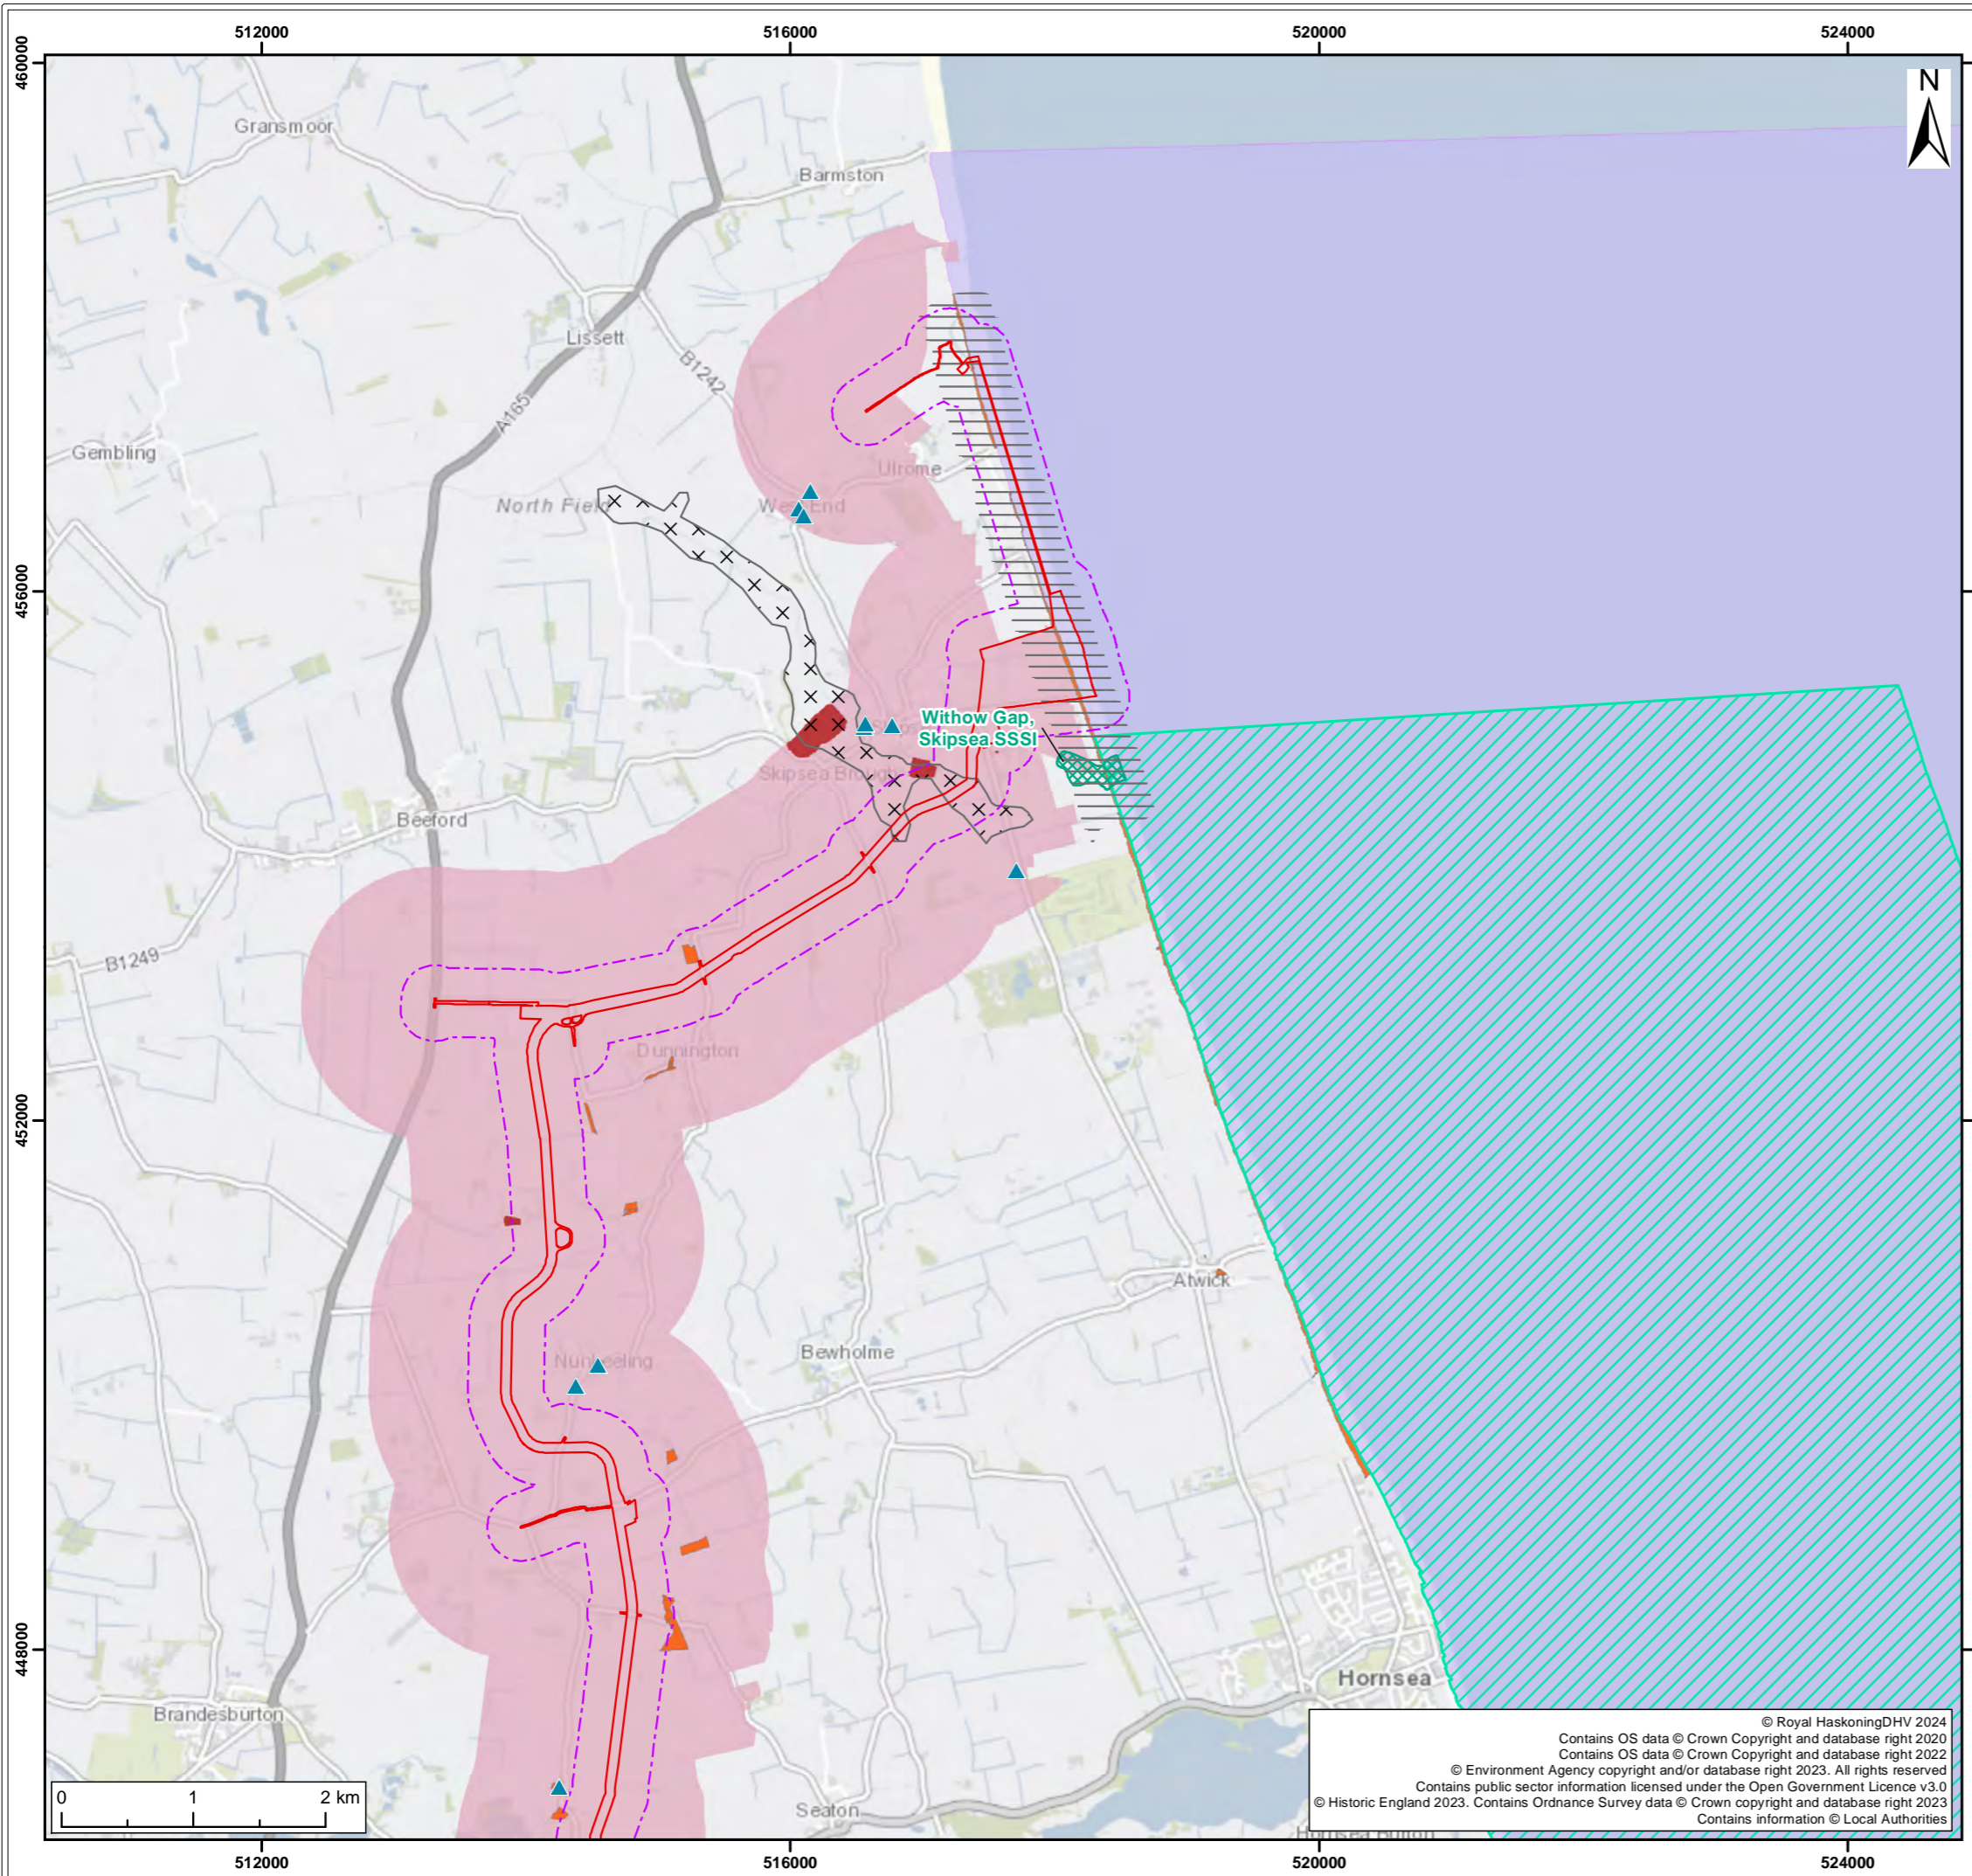 512000
516000
520000
524000
460000
N
Gransmoor
Barmston
Lissett
B1242
A165
Gembling
Ulrome
North Field
West End
456000
Withow Gap,
Skipsea SSSI
Skipsea Brough
Beeford
B1249
Dunnington
452000
Atwick
Bewholme
Nunkeeling
448000
Hornsea
Brandesburton
Seaton
0 1 2 km
© Royal HaskoningDHV 2024
Contains OS data © Crown Copyright and database right 2020
Contains OS data © Crown Copyright and database right 2022
© Environment Agency copyright and/or database right 2023. All rights reserved
Contains public sector information licensed under the Open Government Licence v3.0
© Historic England 2023. Contains Ordnance Survey data © Crown copyright and database right 2023
Contains information © Local Authorities
512000
516000
520000
524000